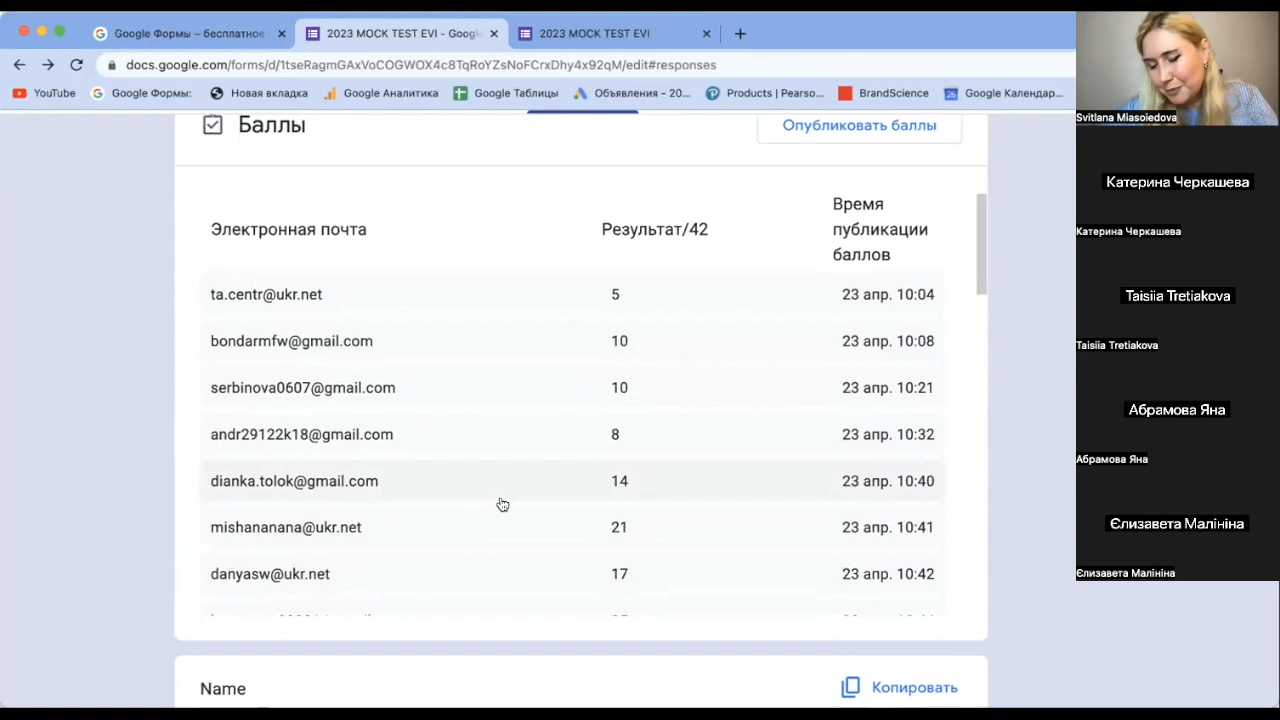 Google Формы – бесплатное
2023 MOCK TEST EVI - Googl
2023 MOCK TEST EVI
docs.google.com/forms/d/1tseRagmGAxVoCOGWOX4c8TqRoYZsNoFCrxDhy4x92qM/edit#responses
YouTube
Google Формы:
Новая вкладка
Google Аналитика
Google Таблицы
Объявления - 20...
Products | Pearso...
BrandScience
Google Календар...
Баллы
Опубликовать баллы
Электронная почта
Результат/42
Время
публикации
баллов
ta.centr@ukr.net 5 23 апр. 10:04
bondarmfw@gmail.com 10 23 апр. 10:08
serbinova0607@gmail.com 10 23 апр. 10:21
andr29122k18@gmail.com 8 23 апр. 10:32
dianka.tolok@gmail.com 14 23 апр. 10:40
mishananana@ukr.net 21 23 апр. 10:41
danyasw@ukr.net 17 23 апр. 10:42
Name
Копировать
Svitlana Miasoiedova
Катерина Черкашева
Катерина Черкашева
Taisiia Tretiakova
Taisiia Tretiakova
Абрамова Яна
Абрамова Яна
Єлизавета Малініна
Єлизавета Малініна